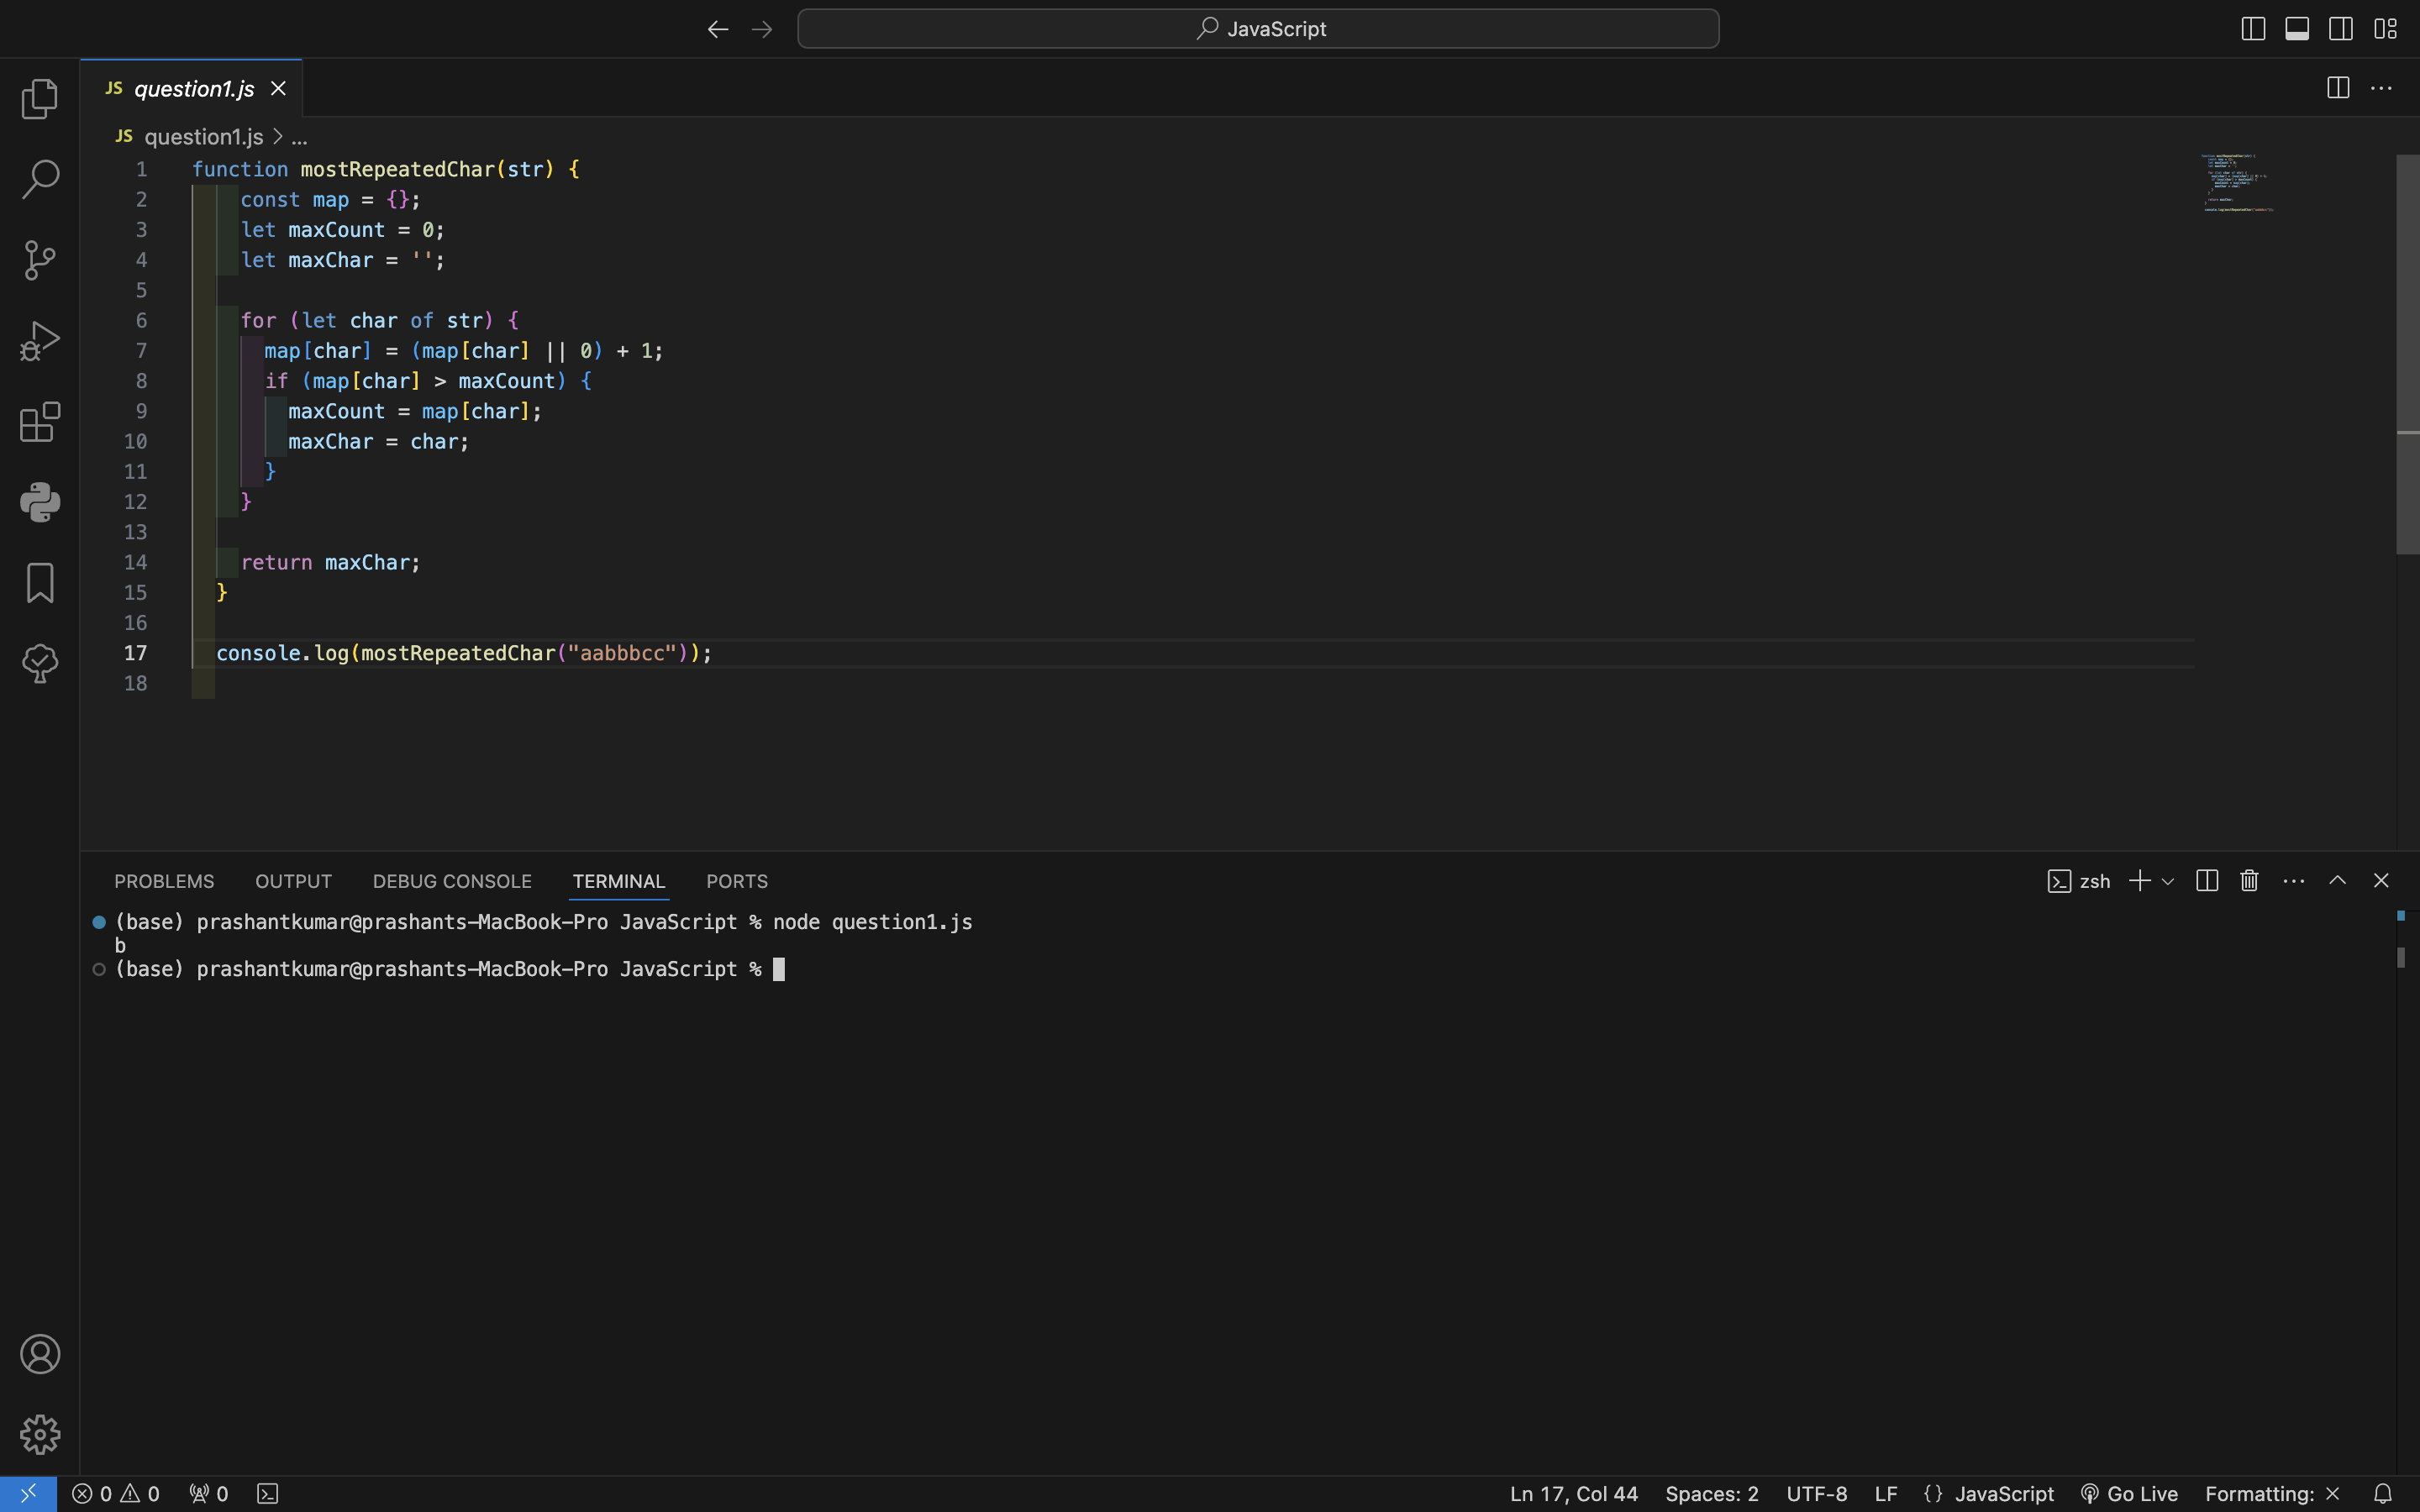 JavaScript
JS question1.js
JS question1.js > ...
1 function mostRepeatedChar(str) {
2     const map = {};
3     let maxCount = 0;
4     let maxChar = '';
5
6     for (let char of str) {
7       map[char] = (map[char] || 0) + 1;
8       if (map[char] > maxCount) {
9         maxCount = map[char];
10         maxChar = char;
11       }
12     }
13
14     return maxChar;
15   }
16
17   console.log(mostRepeatedChar("aabbbcc"));
18
PROBLEMS OUTPUT DEBUG CONSOLE TERMINAL PORTS zsh
(base) prashantkumar@prashants-MacBook-Pro JavaScript % node question1.js
b
(base) prashantkumar@prashants-MacBook-Pro JavaScript %
0 0 0 Ln 17, Col 44 Spaces: 2 UTF-8 LF {} JavaScript Go Live Formatting: ×